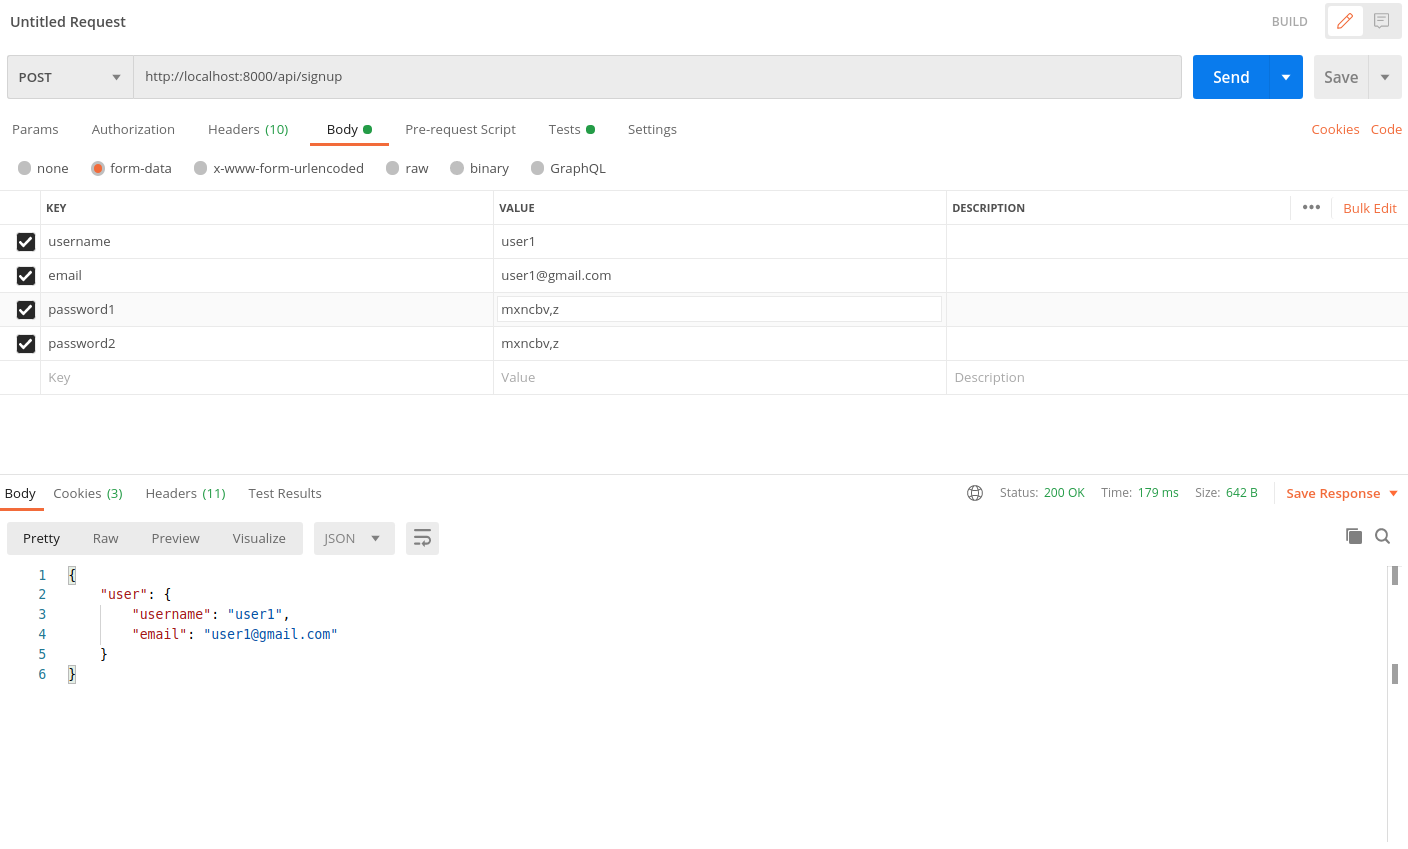 Untitled Request BUILD
POST http://localhost:8000/api/signup Send Save
Params Authorization Headers (10) Body Pre-request Script Tests Settings Cookies Code
none form-data x-www-form-urlencoded raw binary GraphQL
KEY VALUE DESCRIPTION ••• Bulk Edit
username user1
email user1@gmail.com
password1 mxncbv,z
password2 mxncbv,z
Key Value Description
Body Cookies (3) Headers (11) Test Results Status: 200 OK Time: 179 ms Size: 642 B Save Response
Pretty Raw Preview Visualize JSON
1 {
2 "user": {
3 "username": "user1",
4 "email": "user1@gmail.com"
5 }
6 }